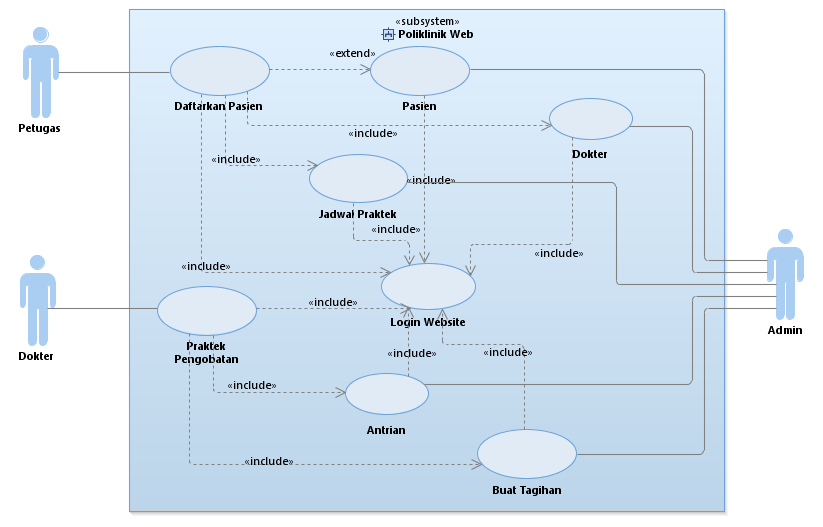 «subsystem»
Poliklinik Web
«extend»
Daftarkan Pasien
Pasien
Petugas
«include»
Dokter
«include»
«include»
Jadwal Praktek
«include»
«include»
«include»
«include»
Login Website
Admin
Praktek
Pengobatan
Dokter
«include»
«include»
«include»
Antrian
«include»
Buat Tagihan